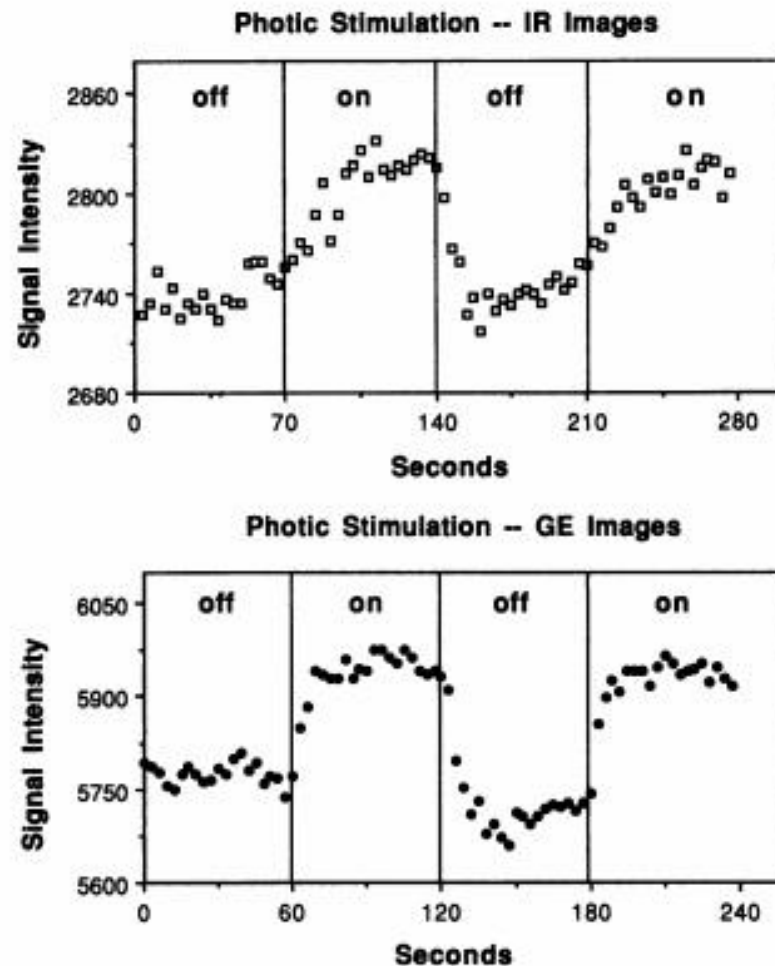 Photic Stimulation -- IR Images
off on off on
2860
2800
2740
2680
Signal Intensity
0 70 140 210 280
Seconds
Photic Stimulation -- GE Images
off on off on
6050
5900
5750
5600
Signal Intensity
0 60 120 180 240
Seconds